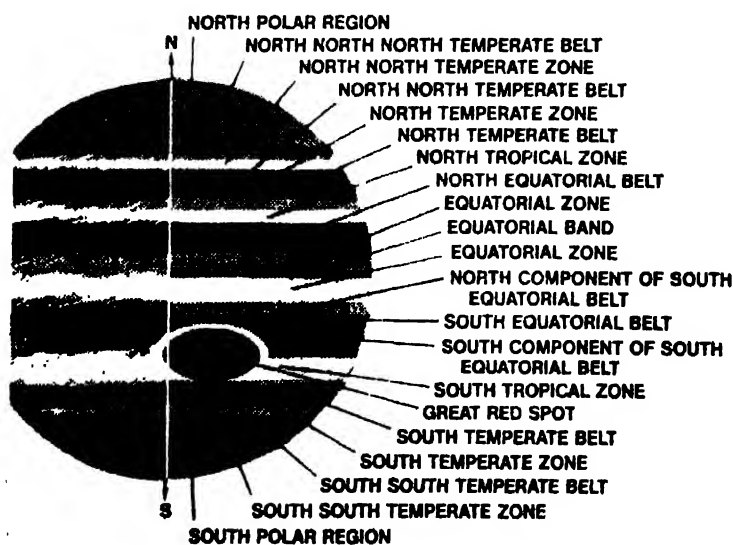 NORTH POLAR REGION
N
NORTH NORTH NORTH TEMPERATE BELT
NORTH NORTH TEMPERATE ZONE
NORTH NORTH TEMPERATE BELT
NORTH TEMPERATE ZONE
NORTH TEMPERATE BELT
NORTH TROPICAL ZONE
NORTH EQUATORIAL BELT
EQUATORIAL ZONE
EQUATORIAL BAND
EQUATORIAL ZONE
NORTH COMPONENT OF SOUTH
EQUATORIAL BELT
SOUTH EQUATORIAL BELT
SOUTH COMPONENT OF SOUTH
EQUATORIAL BELT
SOUTH TROPICAL ZONE
GREAT RED SPOT
SOUTH TEMPERATE BELT
SOUTH TEMPERATE ZONE
SOUTH SOUTH TEMPERATE BELT
S
SOUTH SOUTH TEMPERATE ZONE
SOUTH POLAR REGION